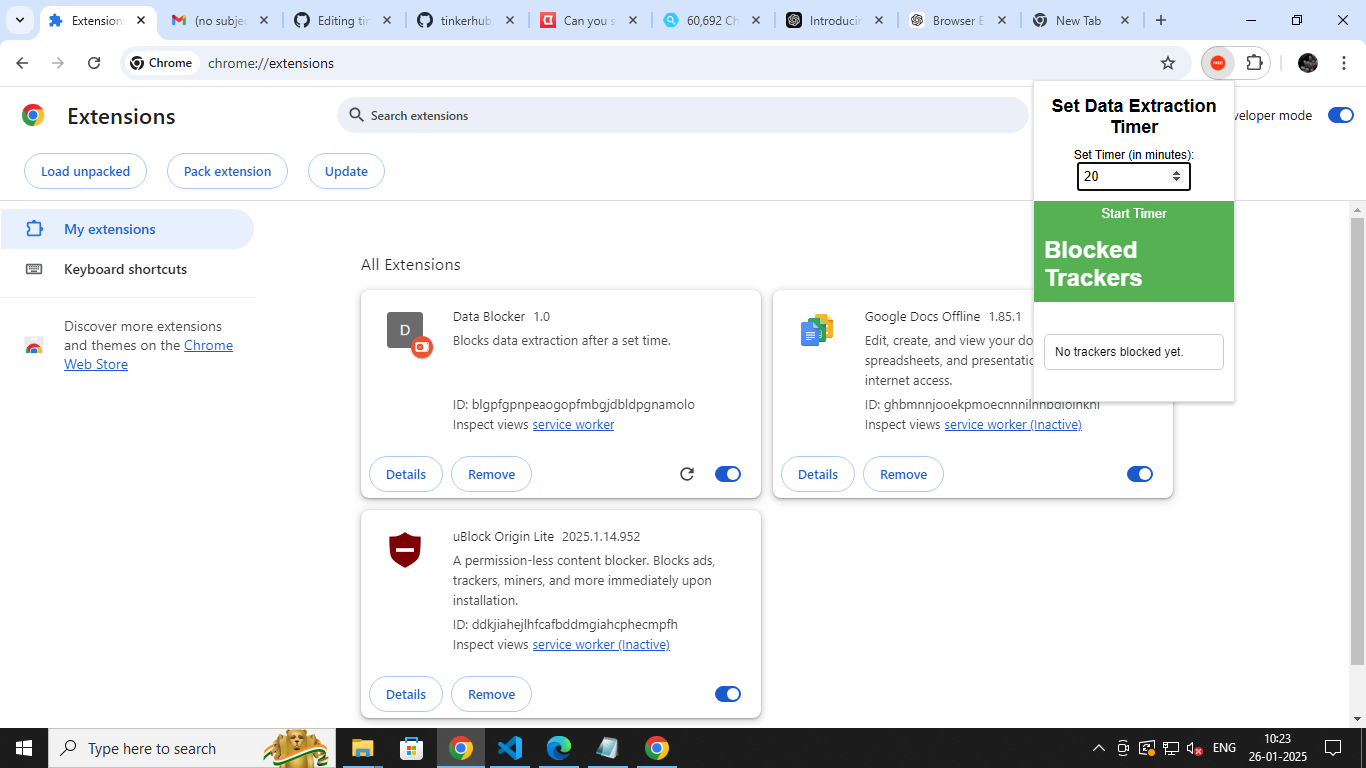 Extension
(no subje
Editing tir
tinkerhub,
Can you s
60,692 Ch
Introducin
Browser E
New Tab
Chrome
chrome://extensions
Extensions
Search extensions
veloper mode
Load unpacked
Pack extension
Update
Set Data Extraction
Timer
Set Timer (in minutes):
20
Start Timer
Blocked
Trackers
No trackers blocked yet.
My extensions
Keyboard shortcuts
Discover more extensions
and themes on the Chrome
Web Store
All Extensions
D
Data Blocker 1.0
Blocks data extraction after a set time.
ID: blgpfgpnpeaogopfmbgjdbldpgnamolo
Inspect views service worker
Details
Remove
Google Docs Offline 1.85.1
Edit, create, and view your do
spreadsheets, and presentatio
internet access.
Inspect views service worker (Inactive)
Details
Remove
uBlock Origin Lite 2025.1.14.952
A permission-less content blocker. Blocks ads,
trackers, miners, and more immediately upon
installation.
ID: ddkjiahejlhfcafbddmgiahcphecmpfh
Inspect views service worker (Inactive)
Details
Remove
Type here to search
ENG
10:23
26-01-2025